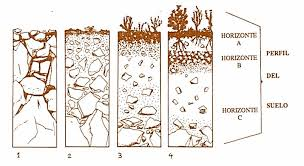 HORIZONTE
A
HORIZONTE
B
HORIZONTE
C
PERFIL
DEL
SUELO
1
2
3
4